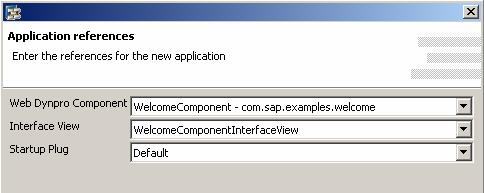 Application references
Enter the references for the new application
Web Dynpro Component WelcomeComponent - com.sap.examples.welcome
Interface View WelcomeComponentInterfaceView
Startup Plug Default